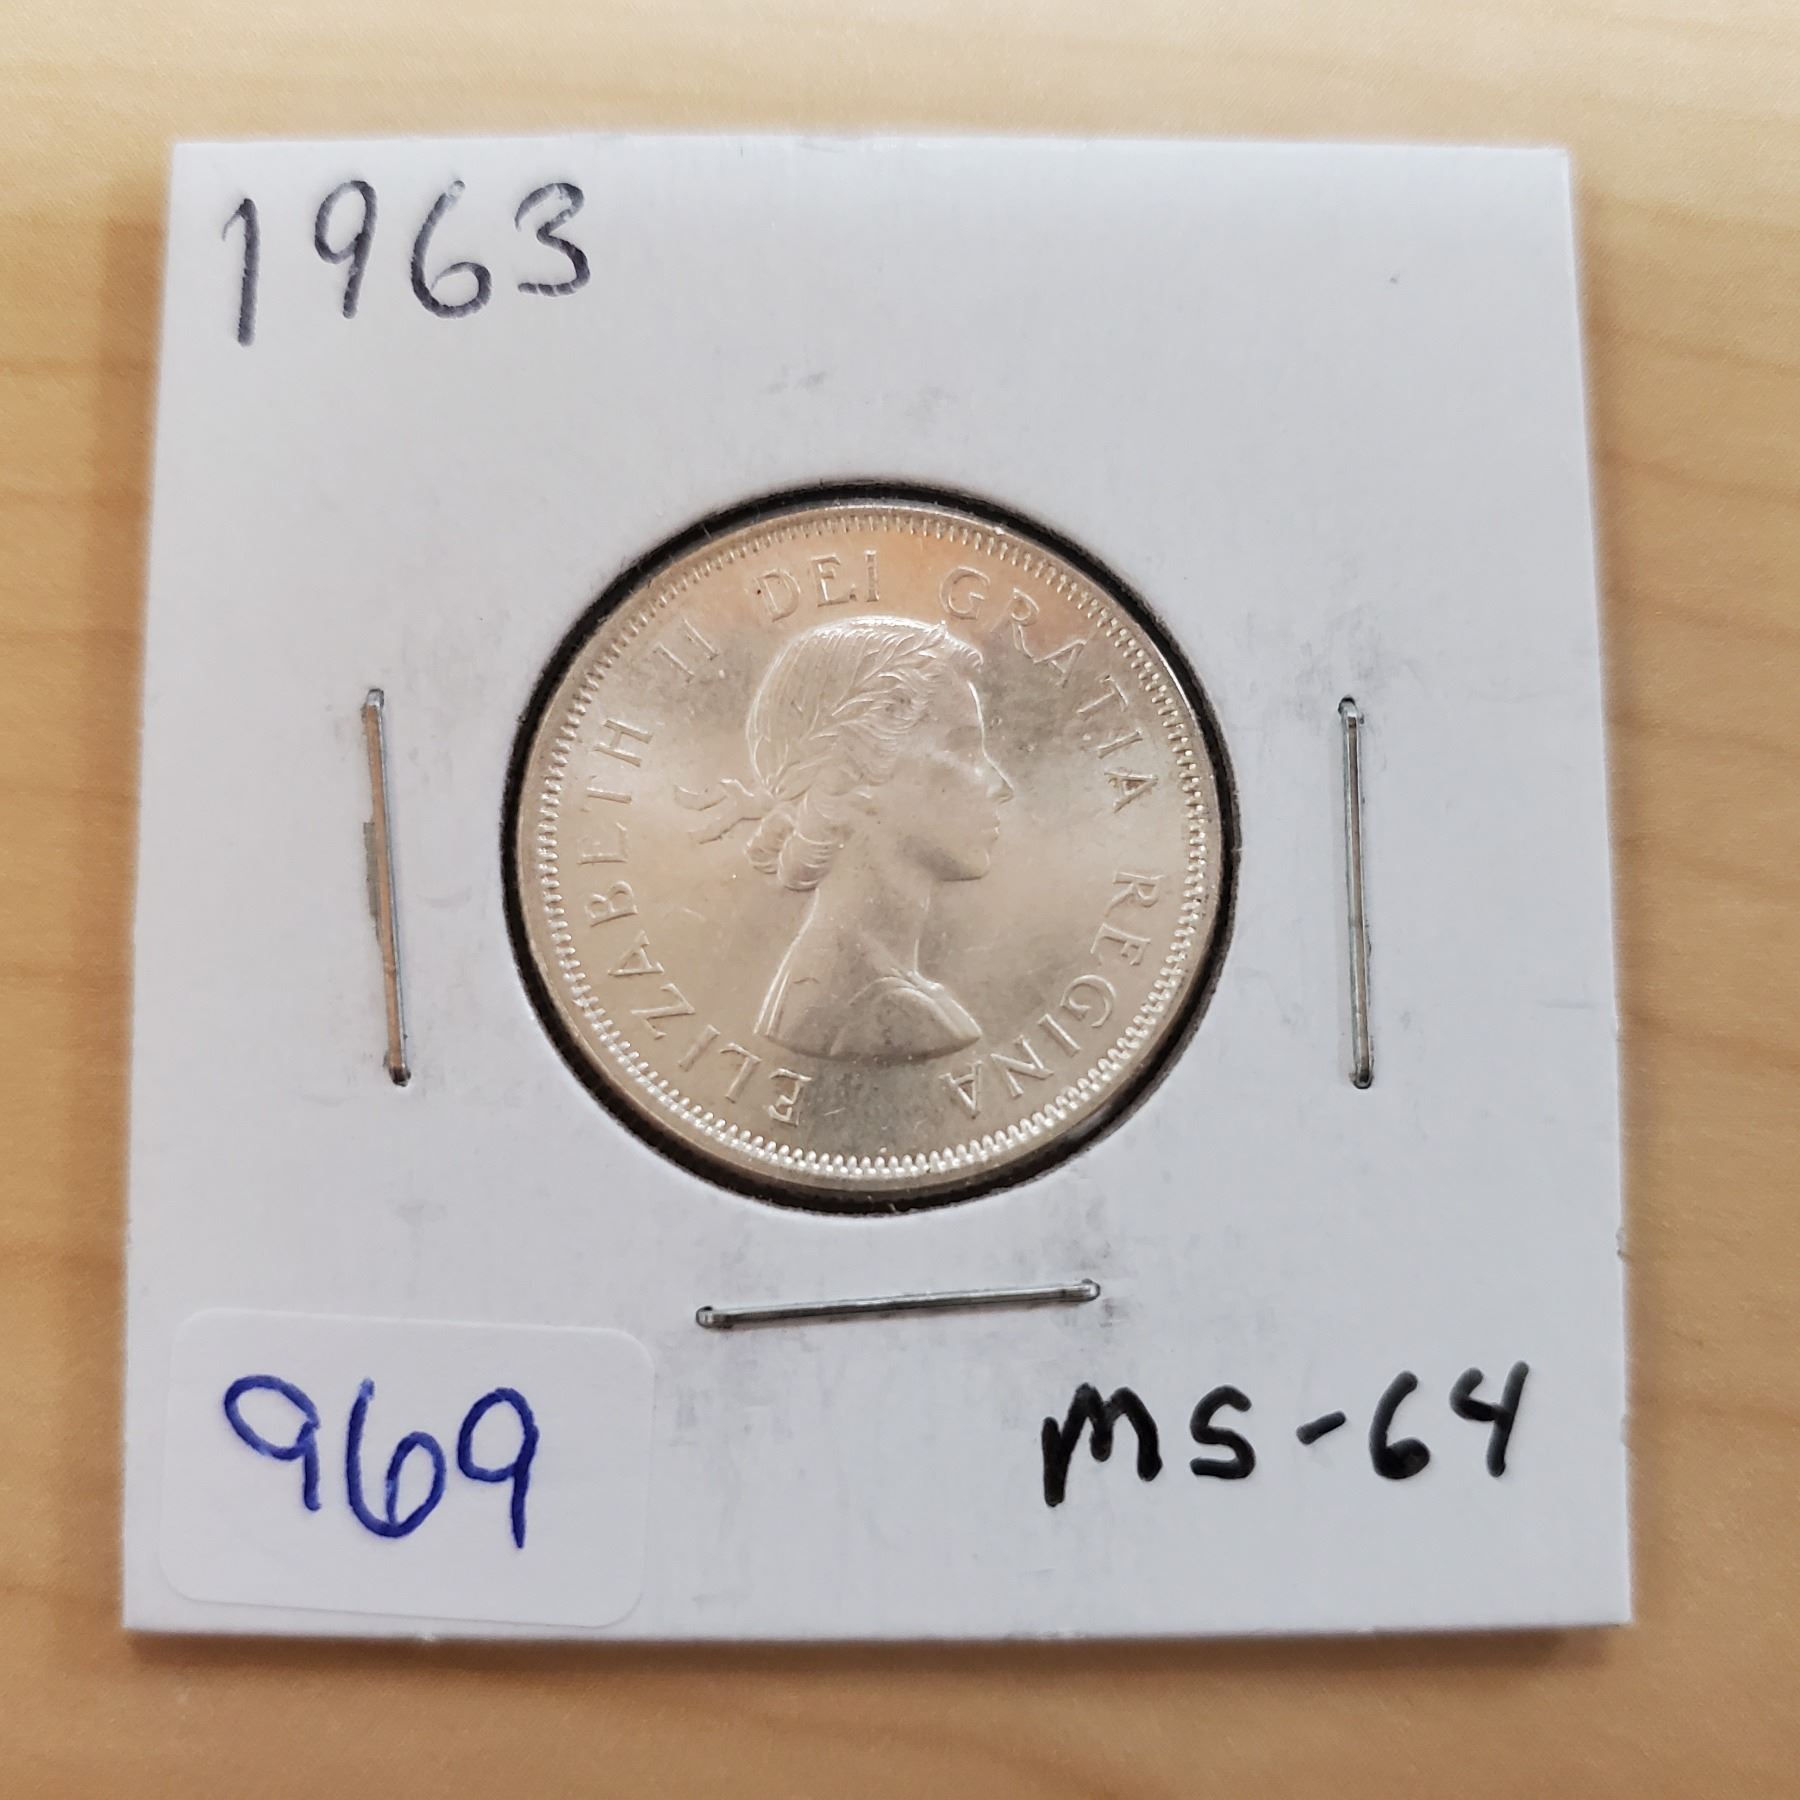 1963
ELIZABETH II DEI GRATIA REGINA
969
MS-64